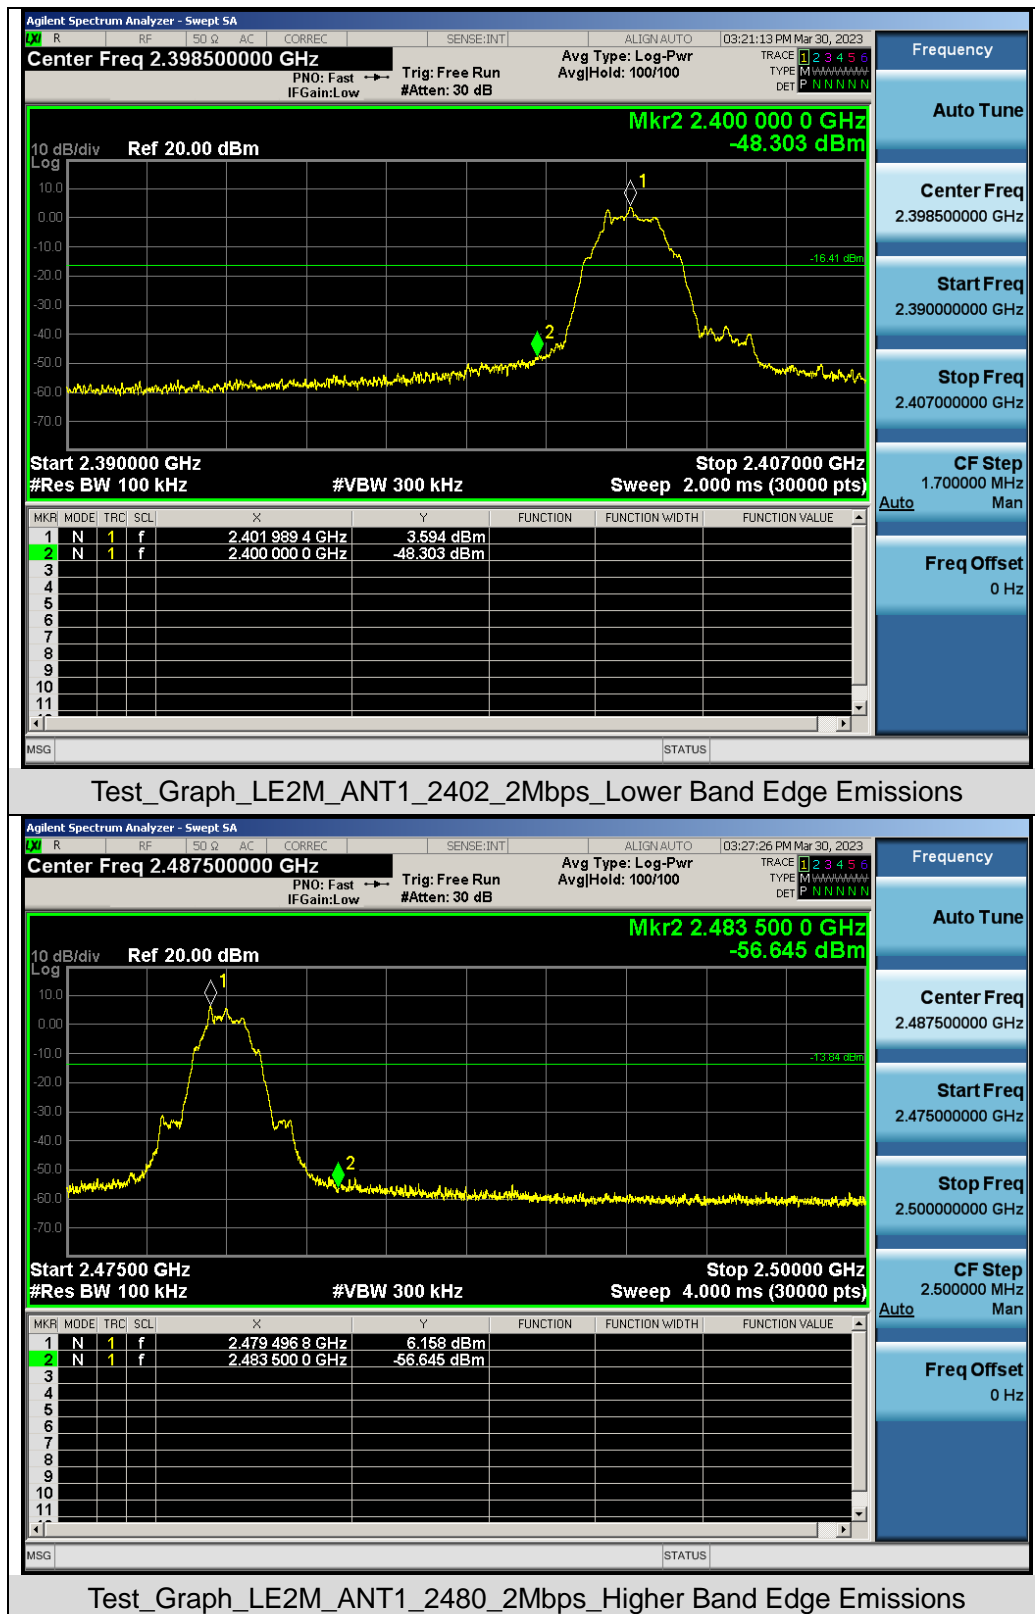 Agilent Spectrum Analyzer - Swept SA
LXI R RF 50 Ω AC CORREC SENSE:INT ALIGN AUTO 03:21:13 PM Mar 30, 2023
Center Freq 2.398500000 GHz
PNO: Fast
IFGain:Low
Trig: Free Run
#Atten: 30 dB
Avg Type: Log-Pwr
Avg|Hold: 100/100
TRACE 1 2 3 4 5 6
TYPE M
DET P N N N N N
Frequency
Auto Tune
Center Freq
2.398500000 GHz
Start Freq
2.390000000 GHz
Stop Freq
2.407000000 GHz
CF Step
1.700000 MHz
Auto Man
Freq Offset
0 Hz
Mkr2 2.400 000 0 GHz
-48.303 dBm
10 dB/div Ref 20.00 dBm
Log
10.0
0.00
-10.0
-20.0
-30.0
-40.0
-50.0
-60.0
-70.0
1
-16.41 dBm
2
Start 2.390000 GHz Stop 2.407000 GHz
#Res BW 100 kHz #VBW 300 kHz Sweep 2.000 ms (30000 pts)
MKR MODE TRC SCL X Y FUNCTION FUNCTION WIDTH FUNCTION VALUE
1 N 1 f 2.401 989 4 GHz 3.594 dBm
2 N 1 f 2.400 000 0 GHz -48.303 dBm
3
4
5
6
7
8
9
10
11
MSG STATUS
Test_Graph_LE2M_ANT1_2402_2Mbps_Lower Band Edge Emissions
Agilent Spectrum Analyzer - Swept SA
LXI R RF 50 Ω AC CORREC SENSE:INT ALIGN AUTO 03:27:26 PM Mar 30, 2023
Center Freq 2.487500000 GHz
PNO: Fast
IFGain:Low
Trig: Free Run
#Atten: 30 dB
Avg Type: Log-Pwr
Avg|Hold: 100/100
TRACE 1 2 3 4 5 6
TYPE M
DET P N N N N N
Frequency
Auto Tune
Center Freq
2.487500000 GHz
Start Freq
2.475000000 GHz
Stop Freq
2.500000000 GHz
CF Step
2.500000 MHz
Auto Man
Freq Offset
0 Hz
Mkr2 2.483 500 0 GHz
-56.645 dBm
10 dB/div Ref 20.00 dBm
Log
10.0
0.00
-10.0
-20.0
-30.0
-40.0
-50.0
-60.0
-70.0
1
-13.84 dBm
2
Start 2.47500 GHz Stop 2.50000 GHz
#Res BW 100 kHz #VBW 300 kHz Sweep 4.000 ms (30000 pts)
MKR MODE TRC SCL X Y FUNCTION FUNCTION WIDTH FUNCTION VALUE
1 N 1 f 2.479 496 8 GHz 6.158 dBm
2 N 1 f 2.483 500 0 GHz -56.645 dBm
3
4
5
6
7
8
9
10
11
MSG STATUS
Test_Graph_LE2M_ANT1_2480_2Mbps_Higher Band Edge Emissions